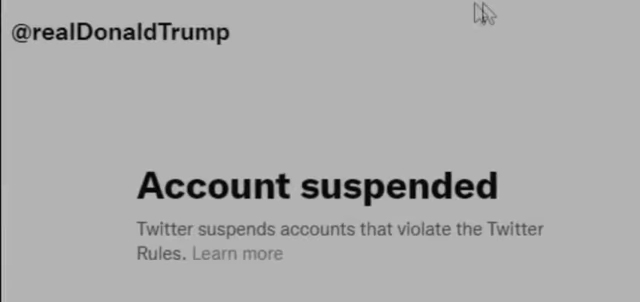 @realDonaldTrump
Account suspended
Twitter suspends accounts that violate the Twitter
Rules. Learn more